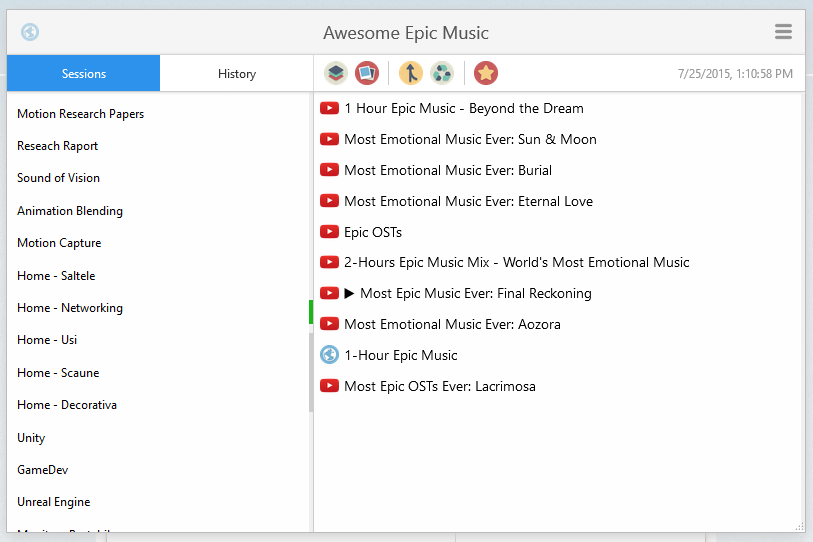 Awesome Epic Music
Sessions
History
7/25/2015, 1:10:58 PM
Motion Research Papers
Reseach Raport
Sound of Vision
Animation Blending
Motion Capture
Home - Saltele
Home - Networking
Home - Usi
Home - Scaune
Home - Decorativa
Unity
GameDev
Unreal Engine
1 Hour Epic Music - Beyond the Dream
Most Emotional Music Ever: Sun & Moon
Most Emotional Music Ever: Burial
Most Emotional Music Ever: Eternal Love
Epic OSTs
2-Hours Epic Music Mix - World's Most Emotional Music
▶ Most Epic Music Ever: Final Reckoning
Most Emotional Music Ever: Aozora
1-Hour Epic Music
Most Epic OSTs Ever: Lacrimosa